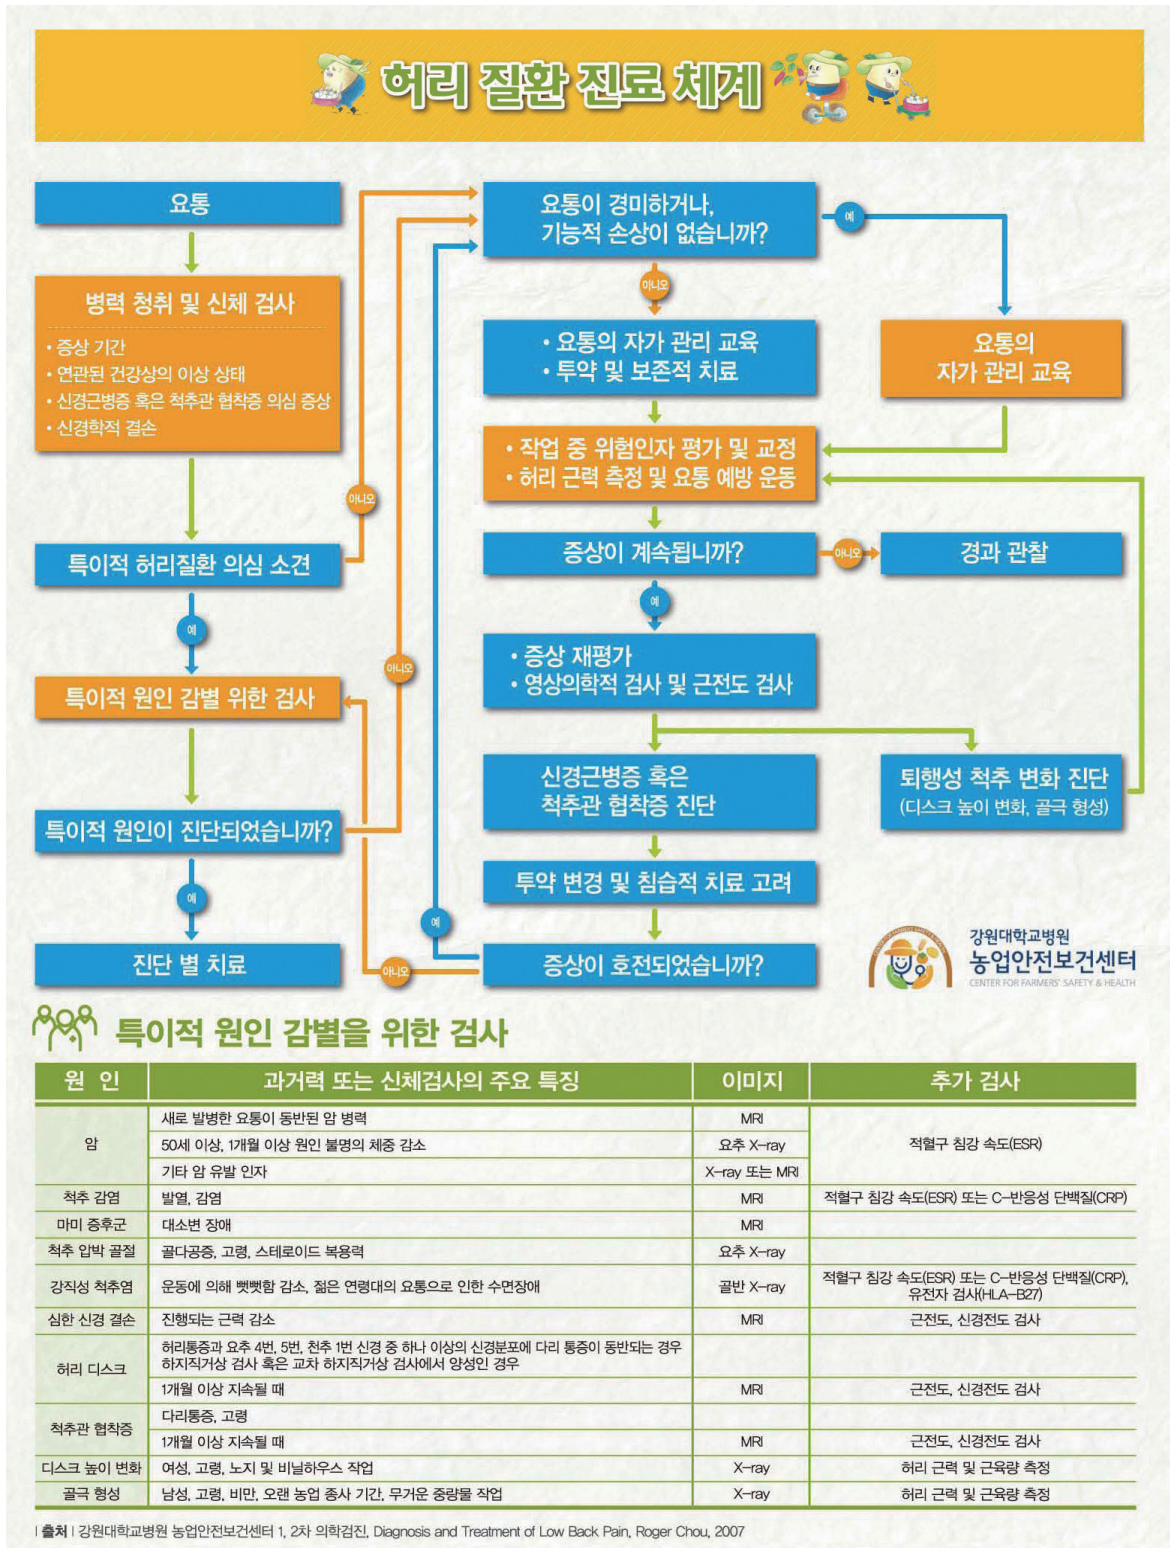 허리 질환 진료 체계
요통
병력 청취 및 신체 검사
• 증상 기간
• 연관된 건강상의 이상 상태
• 신경근병증 혹은 척추관 협착증 의심 증상
• 신경학적 결손
특이적 허리질환 의심 소견
아니오
예
특이적 원인 감별 위한 검사
특이적 원인이 진단되었습니까?
아니오
예
진단 별 치료
요통이 경미하거나,
기능적 손상이 없습니까?
예
아니오
• 요통의 자가 관리 교육
• 투약 및 보존적 치료
요통의
자가 관리 교육
• 작업 중 위험인자 평가 및 교정
• 허리 근력 측정 및 요통 예방 운동
증상이 계속됩니까?
아니오
경과 관찰
예
• 증상 재평가
• 영상의학적 검사 및 근전도 검사
신경근병증 혹은
척추관 협착증 진단
퇴행성 척추 변화 진단
(디스크 높이 변화, 골극 형성)
투약 변경 및 침습적 치료 고려
증상이 호전되었습니까?
예
아니오
강원대학교병원
농업안전보건센터
CENTER FOR FARMERS' SAFETY & HEALTH
특이적 원인 감별을 위한 검사
원 인 과거력 또는 신체검사의 주요 특징 이미지 추가 검사
암 새로 발병한 요통이 동반된 암 병력 MRI 적혈구 침강 속도(ESR)
50세 이상, 1개월 이상 원인 불명의 체중 감소 요추 X-ray
기타 암 유발 인자 X-ray 또는 MRI
척추 감염 발열, 감염 MRI 적혈구 침강 속도(ESR) 또는 C-반응성 단백질(CRP)
마미 증후군 대소변 장애 MRI
척추 압박 골절 골다공증, 고령, 스테로이드 복용력 요추 X-ray
강직성 척추염 운동에 의해 뻣뻣함 감소, 젊은 연령대의 요통으로 인한 수면장애 골반 X-ray 적혈구 침강 속도(ESR) 또는 C-반응성 단백질(CRP),
유전자 검사(HLA-B27)
심한 신경 결손 진행되는 근력 감소 MRI 근전도, 신경전도 검사
허리 디스크 허리통증과 요추 4번, 5번, 천추 1번 신경 중 하나 이상의 신경분포에 다리 통증이 동반되는 경우
하지직거상 검사 혹은 교차 하지직거상 검사에서 양성인 경우
1개월 이상 지속될 때 MRI 근전도, 신경전도 검사
척추관 협착증 다리통증, 고령
1개월 이상 지속될 때 MRI 근전도, 신경전도 검사
디스크 높이 변화 여성, 고령, 노지 및 비닐하우스 작업 X-ray 허리 근력 및 근육량 측정
골극 형성 남성, 고령, 비만, 오랜 농업 종사 기간, 무거운 중량물 작업 X-ray 허리 근력 및 근육량 측정
| 출처 | 강원대학교병원 농업안전보건센터 1, 2차 의학검진, Diagnosis and Treatment of Low Back Pain, Roger Chou, 2007